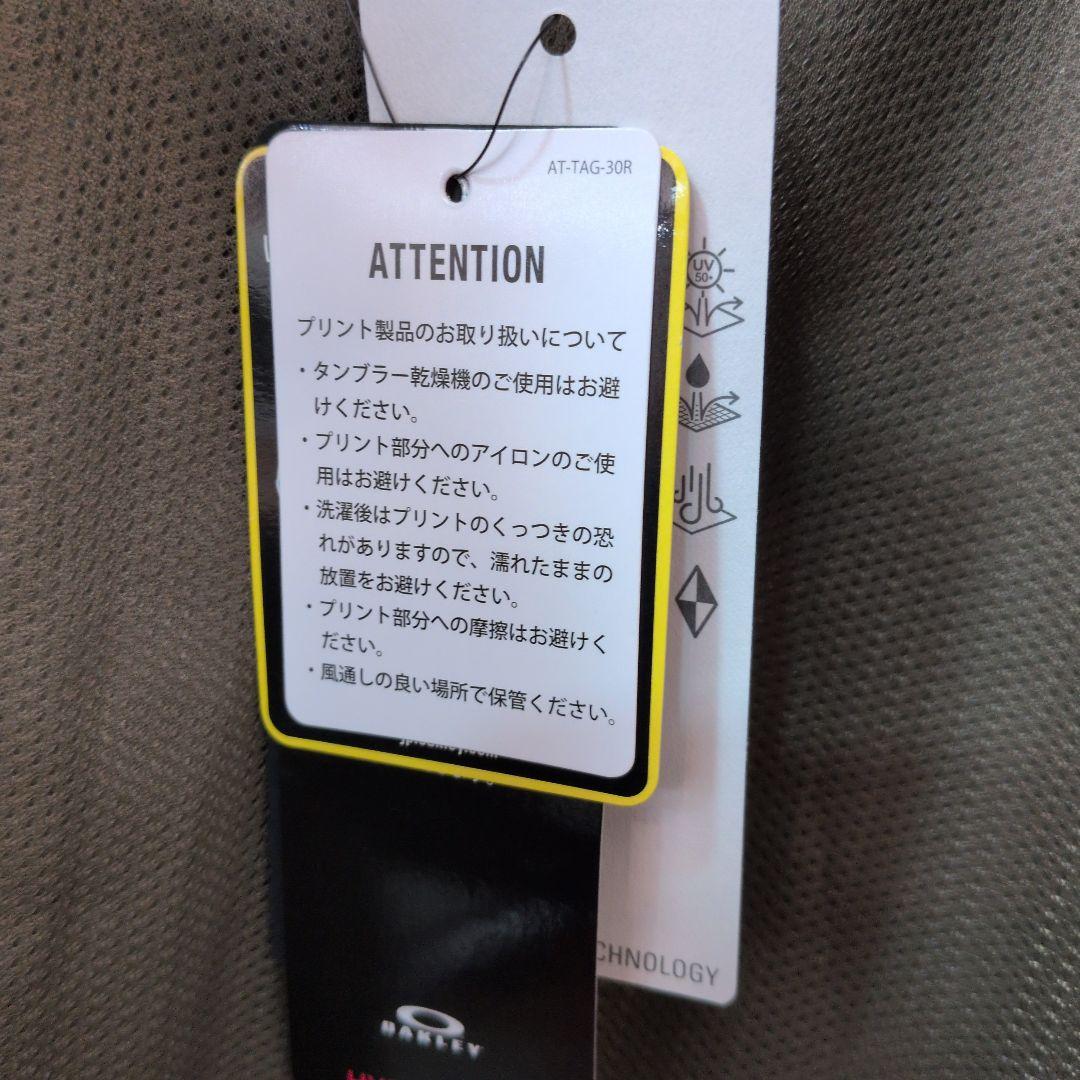 AT-TAG-30R
ATTENTION
プリント製品のお取り扱いについて
・タンブラー乾燥機のご使用はお避
けください。
・プリント部分へのアイロンのご使
用はお避けください。
・洗濯後はプリントのくっつきの恐
れがありますので、濡れたままの
放置をお避けください。
・プリント部分への摩擦はお避けく
ださい。
・風通しの良い場所で保管ください。
UV
50+
CHNOLOGY
OAKLEY